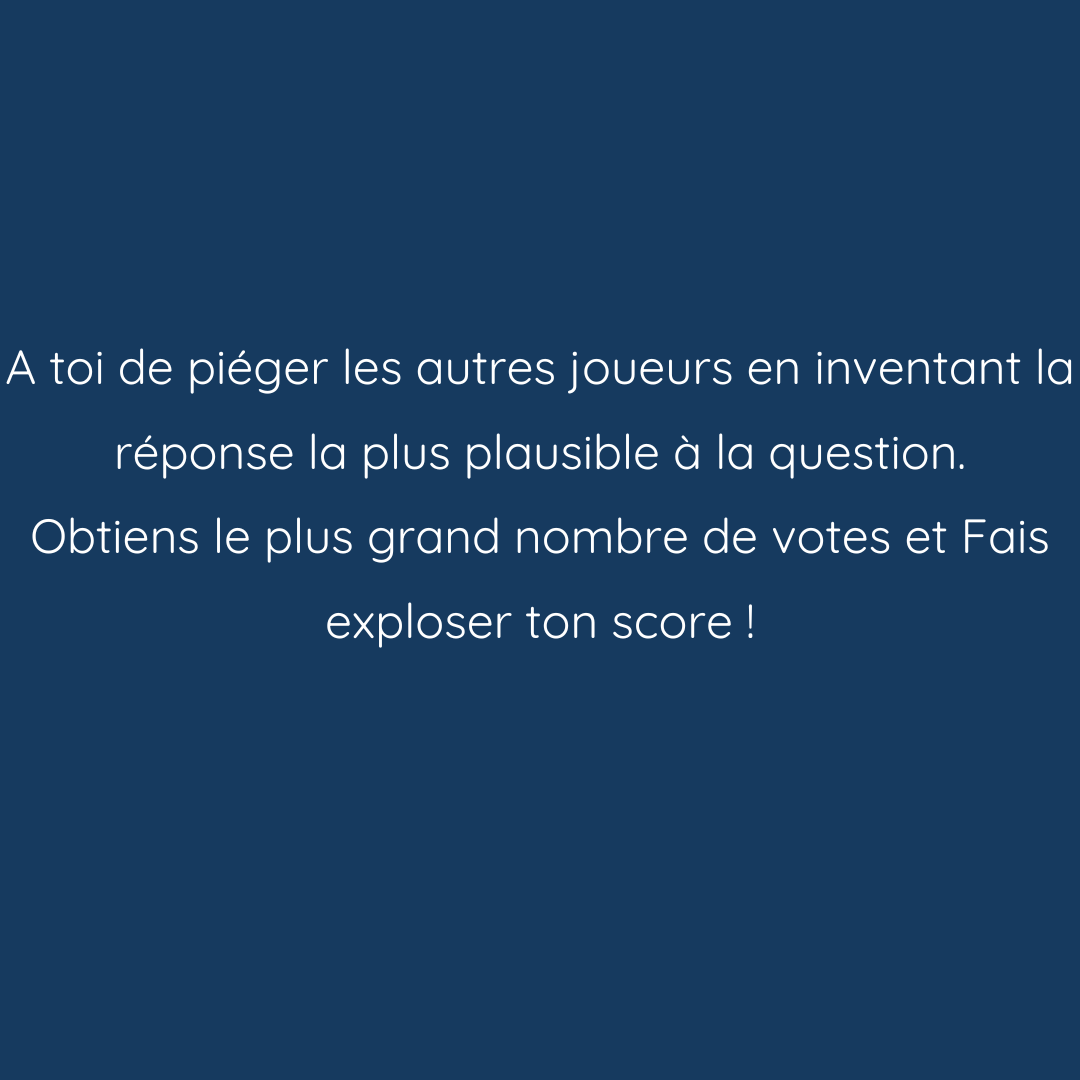 A toi de piéger les autres joueurs en inventant la
réponse la plus plausible à la question.
Obtiens le plus grand nombre de votes et Fais
exploser ton score !